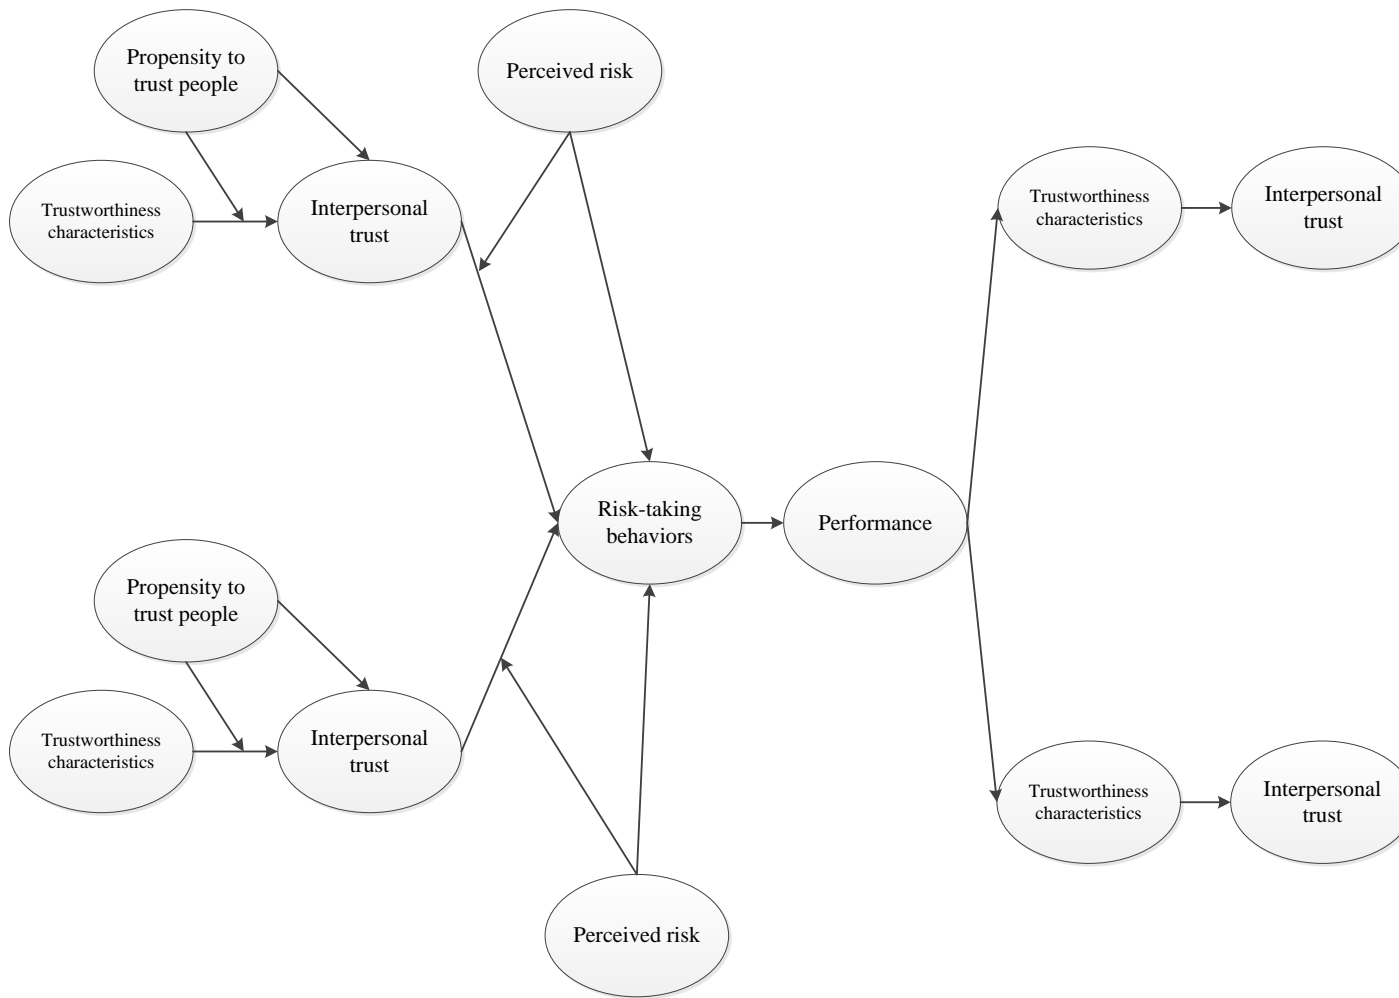 Propensity to
trust people
Perceived risk
Trustworthiness
characteristics
Interpersonal
trust
Trustworthiness
characteristics
Interpersonal
trust
Risk-taking
behaviors
Performance
Propensity to
trust people
Trustworthiness
characteristics
Interpersonal
trust
Trustworthiness
characteristics
Interpersonal
trust
Perceived risk